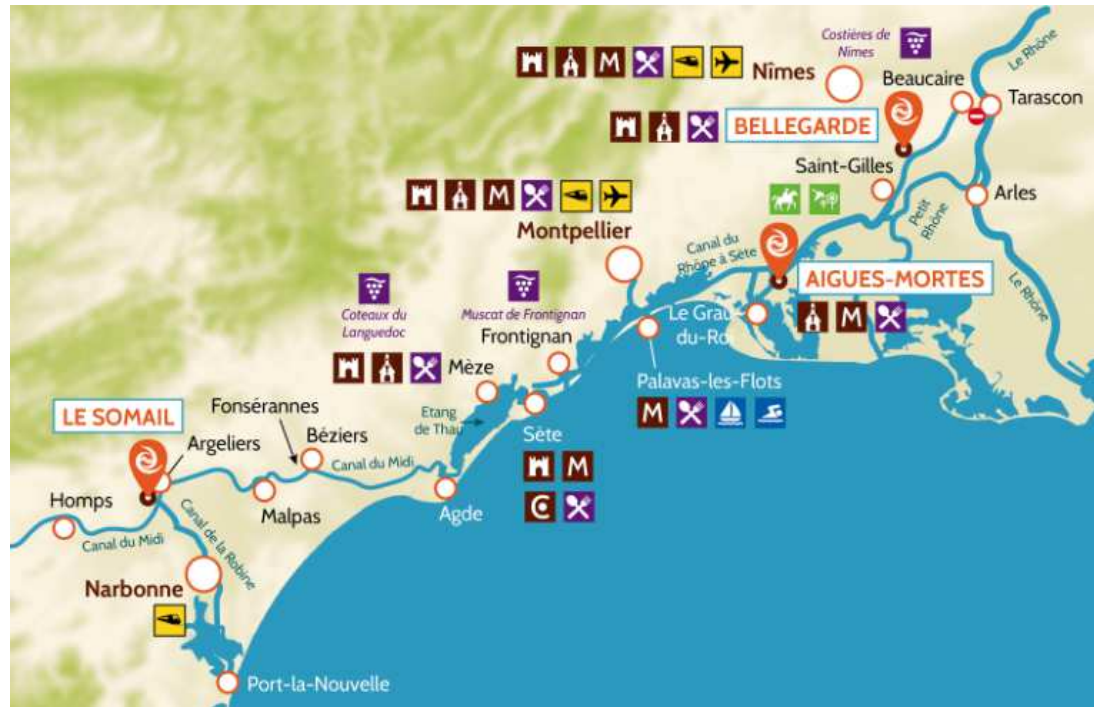 Costières de
Nîmes
Le Rhône
Nîmes
Beaucaire
Tarascon
M
BELLEGARDE
Saint-Gilles
Arles
M
Petit
Rhône
Montpellier
Canal du
Rhône à Sète
AIGUES-MORTES
Le Rhône
Coteaux du
Languedoc
Muscat de Frontignan
Le Grau-
du-Roi
M
Frontignan
Mèze
Palavas-les-Flots
M
Fonsérannes
Etang
de Thau
LE SOMAIL
Béziers
Sète
Argeliers
Canal du Midi
M
Homps
Malpas
Agde
Canal du Midi
Canal de la Robine
Narbonne
Port-la-Nouvelle